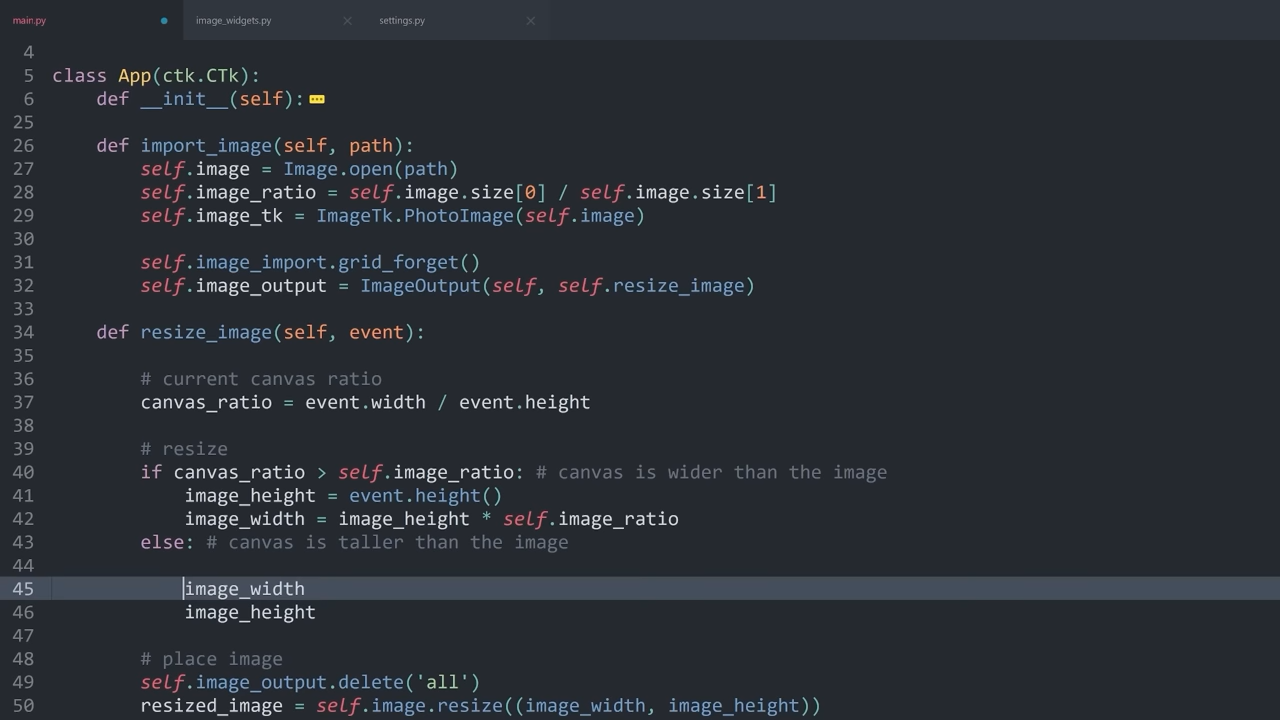 main.py image_widgets.py settings.py
4
5 class App(ctk.CTk):
6     def __init__(self):
25
26     def import_image(self, path):
27         self.image = Image.open(path)
28         self.image_ratio = self.image.size[0] / self.image.size[1]
29         self.image_tk = ImageTk.PhotoImage(self.image)
30
31         self.image_import.grid_forget()
32         self.image_output = ImageOutput(self, self.resize_image)
33
34     def resize_image(self, event):
35
36         # current canvas ratio
37         canvas_ratio = event.width / event.height
38
39         # resize
40         if canvas_ratio > self.image_ratio: # canvas is wider than the image
41             image_height = event.height()
42             image_width = image_height * self.image_ratio
43         else: # canvas is taller than the image
44
45             image_width
46             image_height
47
48         # place image
49         self.image_output.delete('all')
50         resized_image = self.image.resize((image_width, image_height))